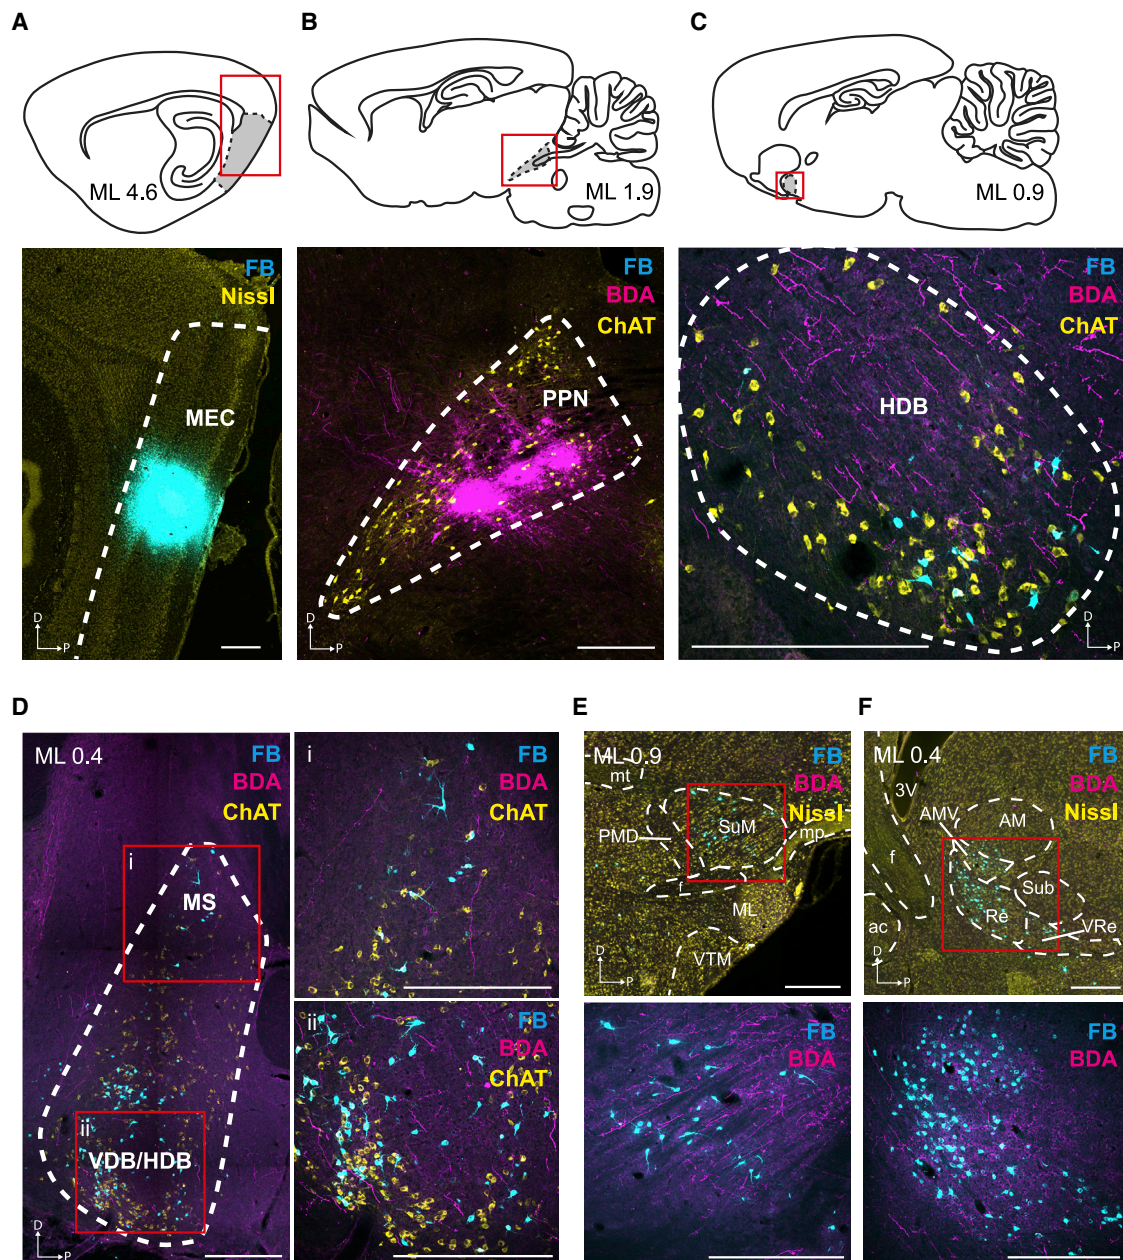 A
B
C
ML 4.6
ML 1.9
ML 0.9
FB
Nissl
MEC
D
P
FB
BDA
ChAT
PPN
D
P
FB
BDA
ChAT
HDB
D
P
D
E
F
ML 0.4
FB
BDA
ChAT
i
MS
ii
VDB/HDB
D
P
i
FB
BDA
ChAT
ii
FB
BDA
ChAT
ML 0.9
FB
BDA
Nissl
mt
SuM
PMD
mp
f
ML
VTM
D
P
FB
BDA
ML 0.4
FB
BDA
Nissl
3V
AMV
AM
f
Sub
Re
VRe
ac
D
P
FB
BDA